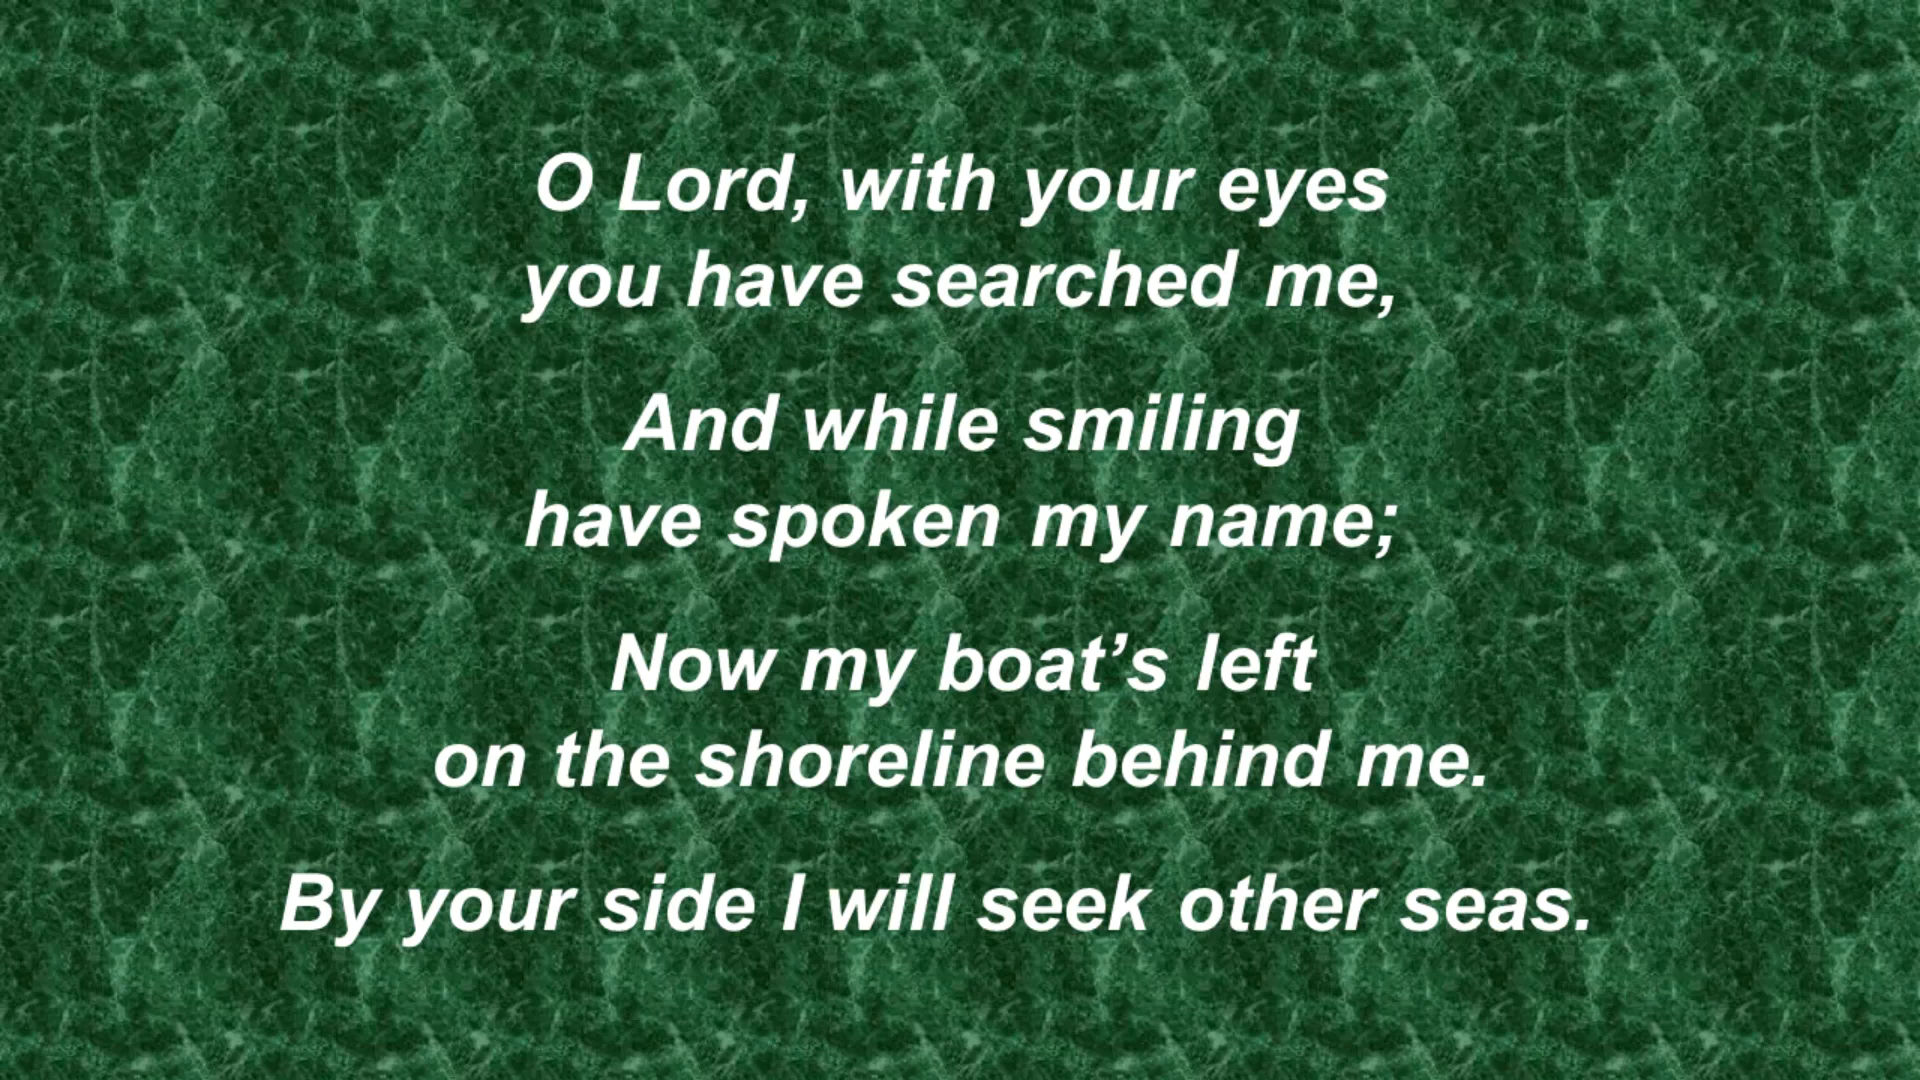 O Lord, with your eyes
you have searched me,
And while smiling
have spoken my name;
Now my boat’s left
on the shoreline behind me.
By your side I will seek other seas.